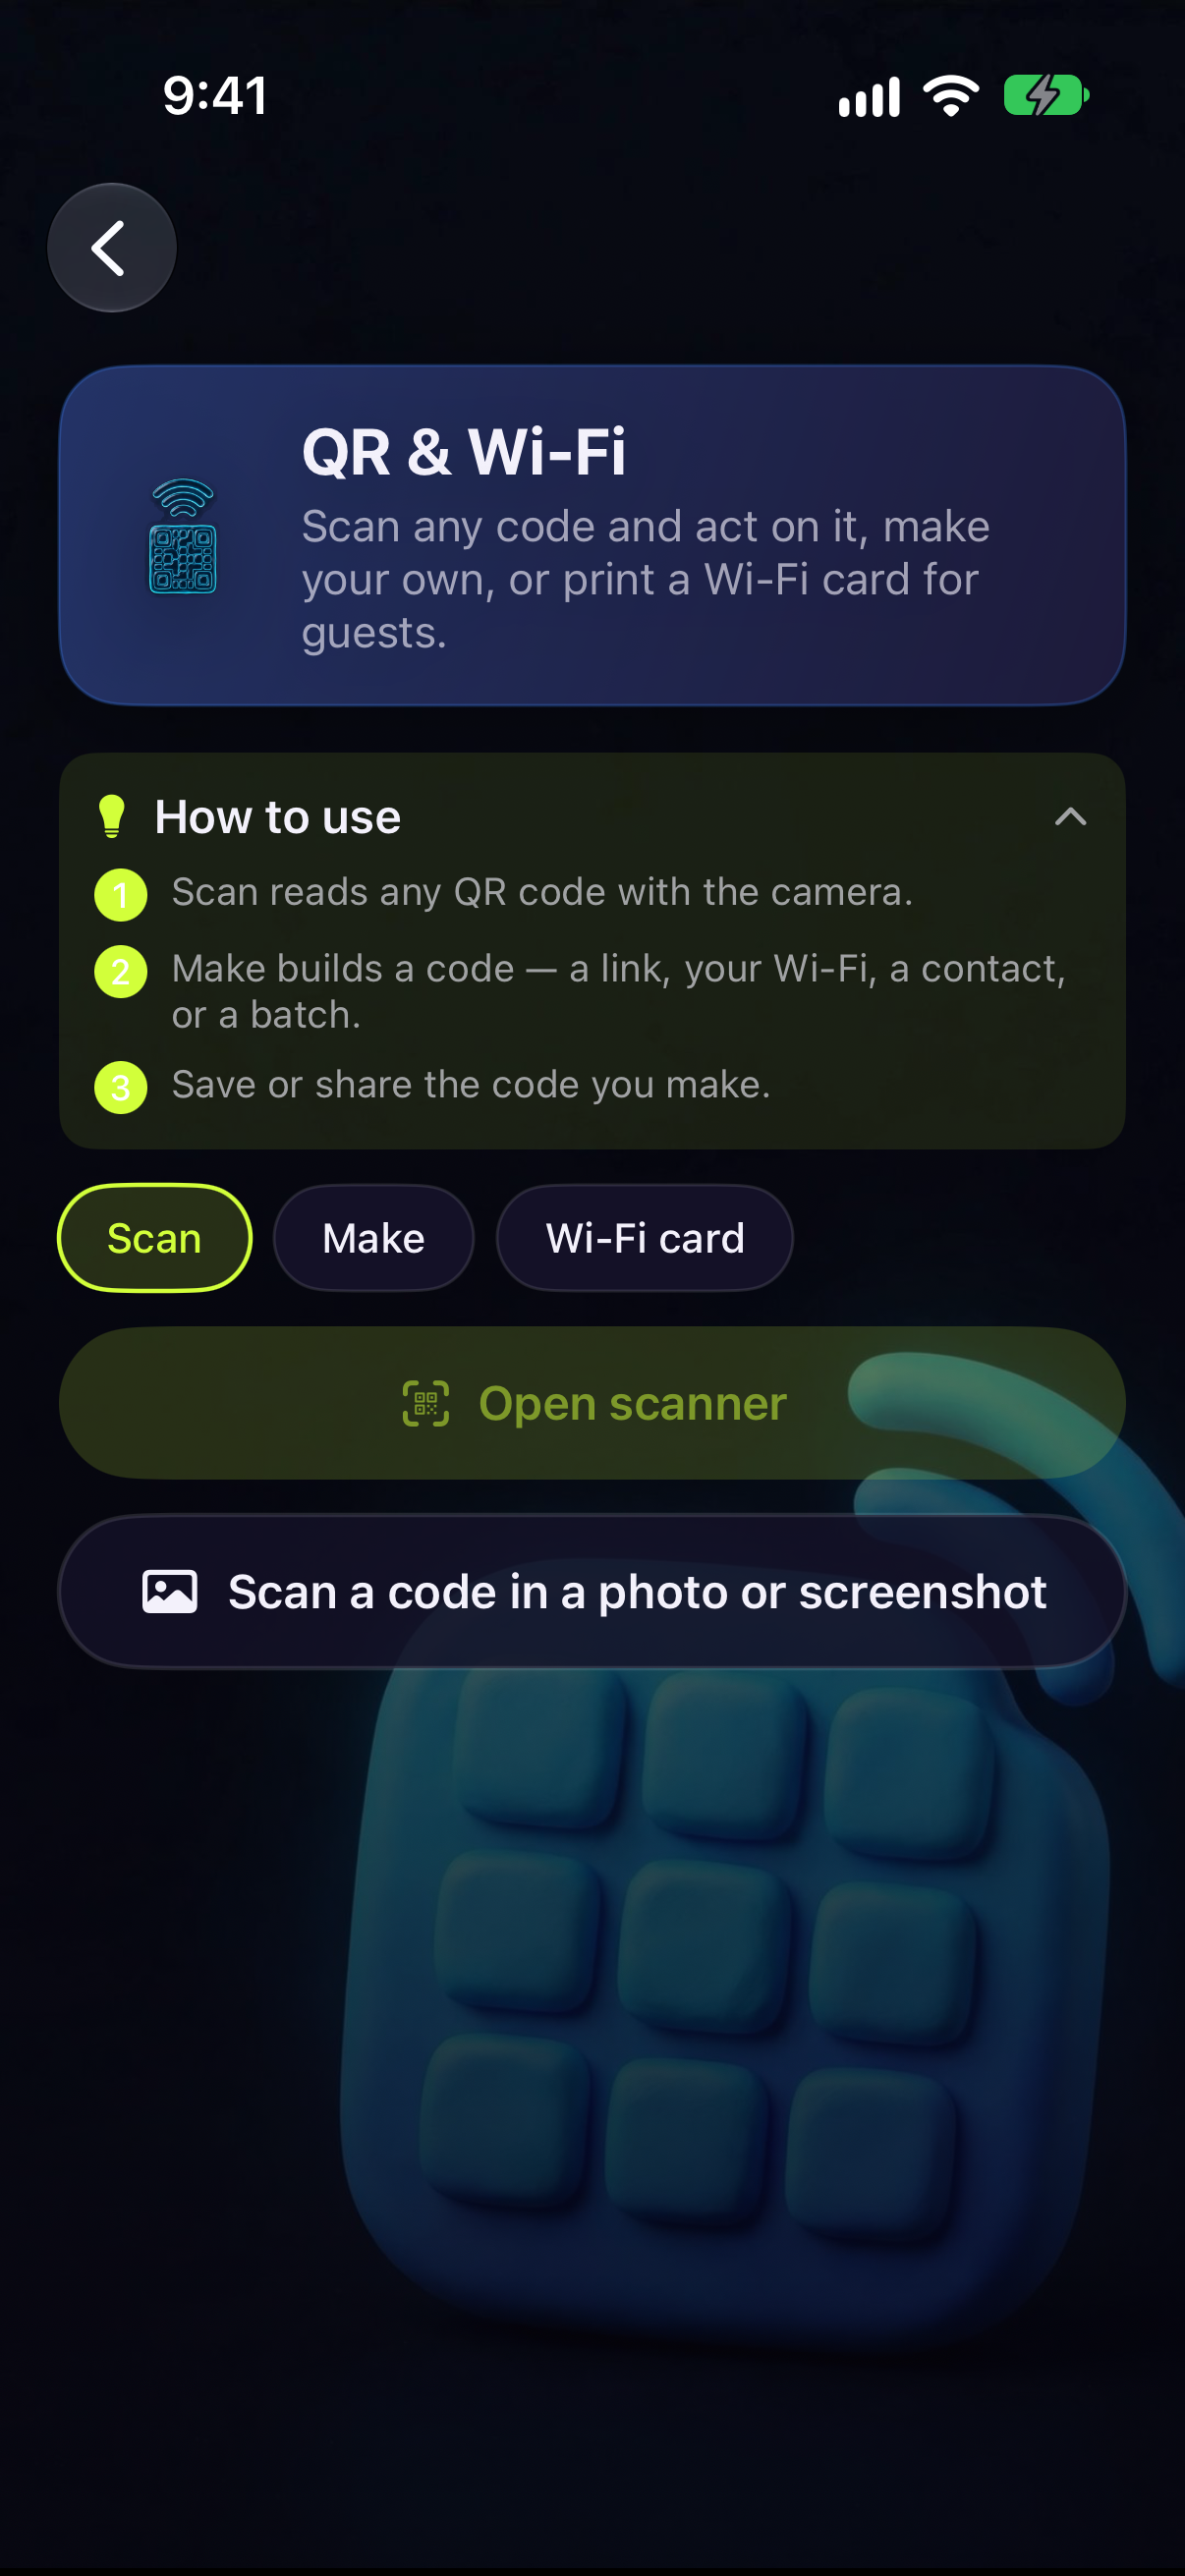 9:41
QR & Wi-Fi
Scan any code and act on it, make
your own, or print a Wi-Fi card for
guests.
How to use
1 Scan reads any QR code with the camera.
2 Make builds a code — a link, your Wi-Fi, a contact,
or a batch.
3 Save or share the code you make.
Scan Make Wi-Fi card
Open scanner
Scan a code in a photo or screenshot